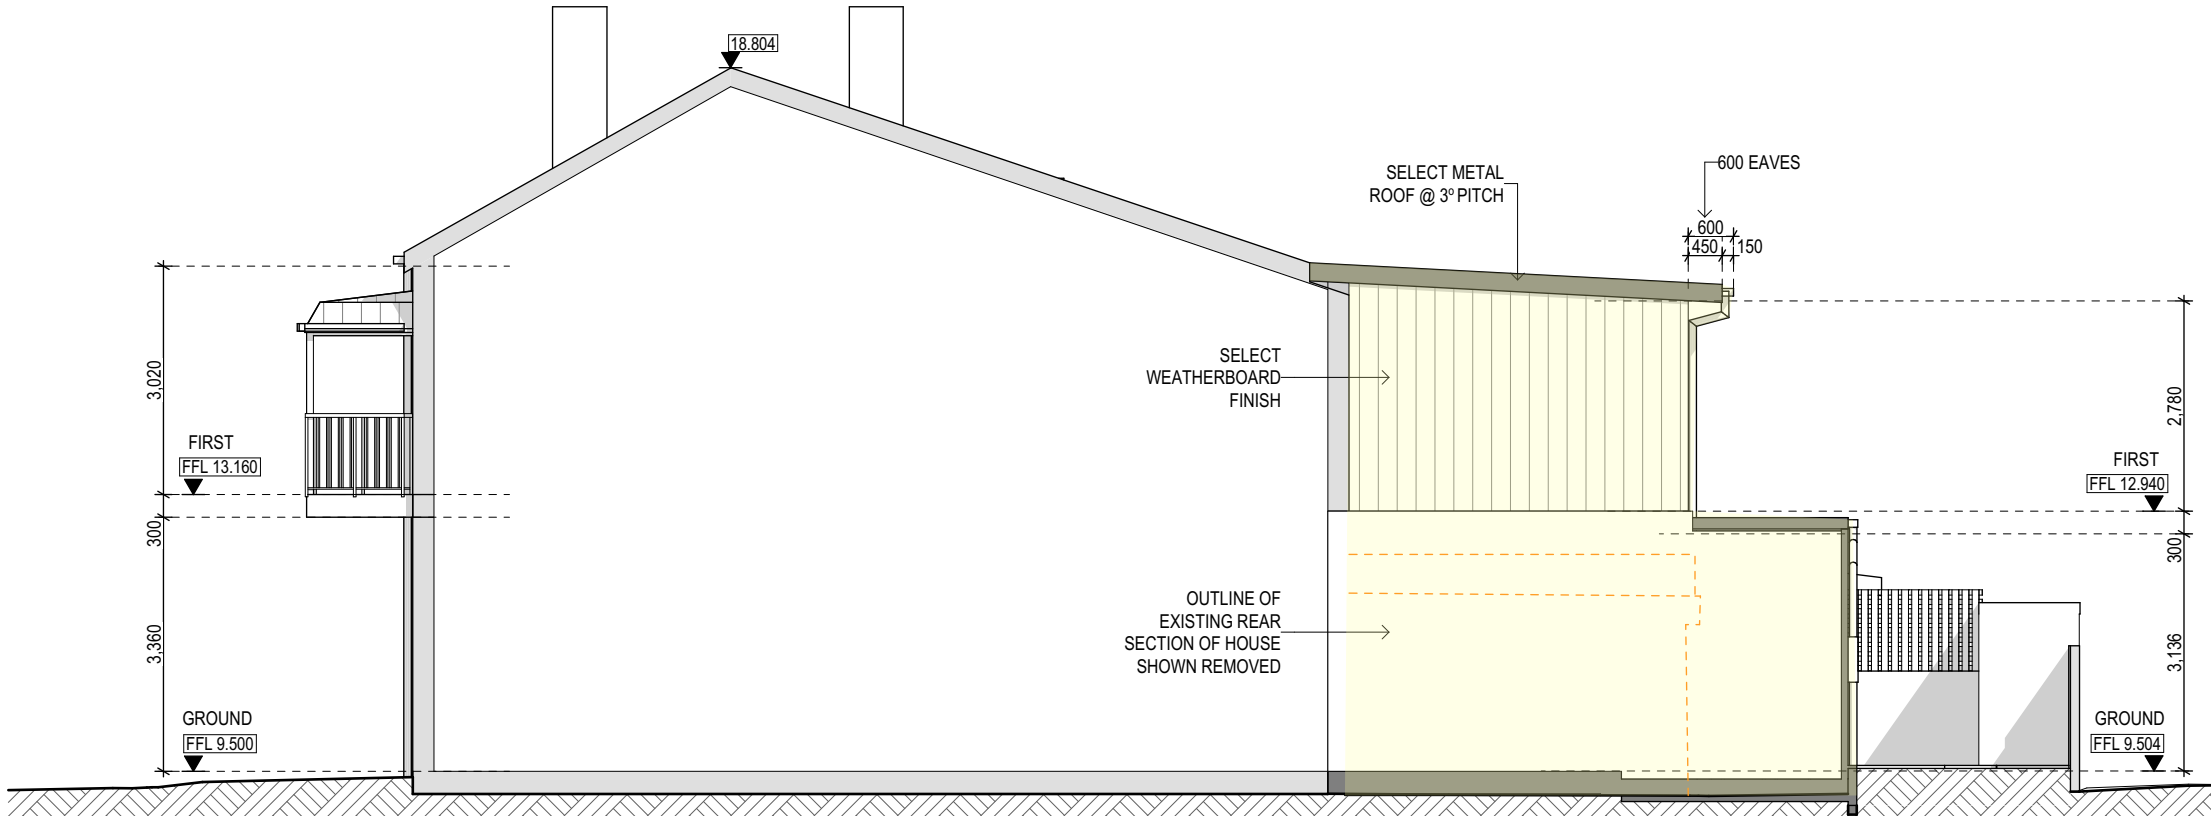 18.804
600 EAVES
SELECT METAL
ROOF @ 3º PITCH
600
450
150
3,020
SELECT
WEATHERBOARD
FINISH
2,780
FIRST
FFL 13.160
FIRST
FFL 12.940
300
300
OUTLINE OF
EXISTING REAR
SECTION OF HOUSE
SHOWN REMOVED
3,360
3,136
GROUND
FFL 9.500
GROUND
FFL 9.504